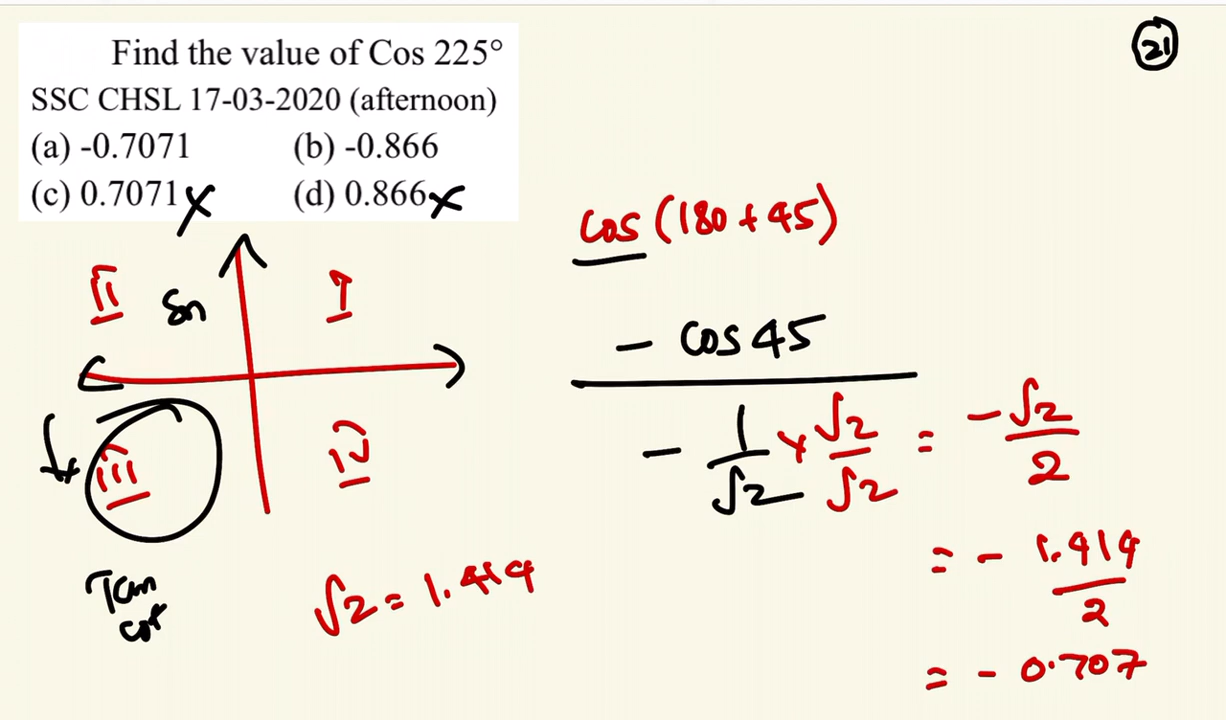 21
Find the value of Cos 225°
SSC CHSL 17-03-2020 (afternoon)
(a) -0.7071 (b) -0.866
(c) 0.7071 x (d) 0.866 x
cos (180 + 45)
- cos 45
- 1/√2 × √2/√2 = -√2/2
= - 1.414/2
= - 0.707
II Sn I
III IV
Tan
cot
√2 = 1.414